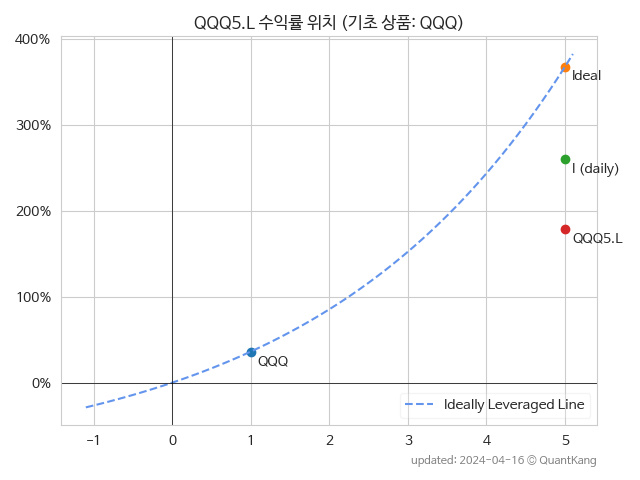 QQQ5.L 수익률 위치 (기초 상품: QQQ)
400%
300%
200%
100%
0%
Ideal
I (daily)
QQQ5.L
QQQ
Ideally Leveraged Line
−1 0 1 2 3 4 5
updated: 2024-04-16 © QuantKang